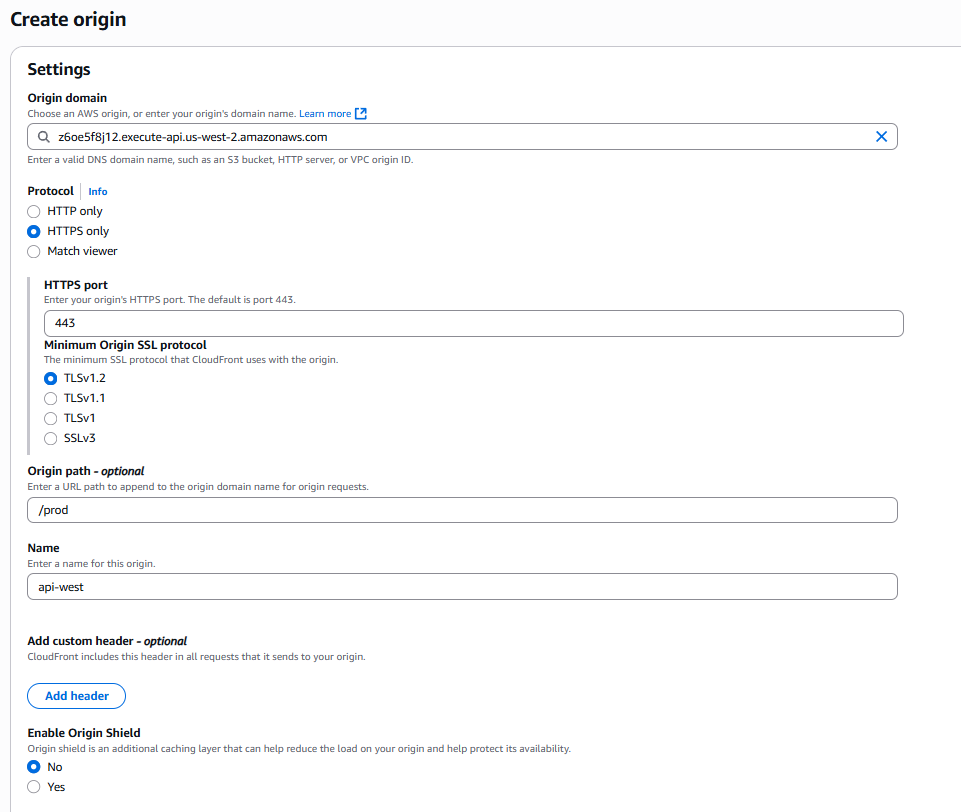 Create origin
Settings
Origin domain
Choose an AWS origin, or enter your origin's domain name. Learn more
z6oe5f8j12.execute-api.us-west-2.amazonaws.com
Enter a valid DNS domain name, such as an S3 bucket, HTTP server, or VPC origin ID.
Protocol Info
HTTP only
HTTPS only
Match viewer
HTTPS port
Enter your origin's HTTPS port. The default is port 443.
443
Minimum Origin SSL protocol
The minimum SSL protocol that CloudFront uses with the origin.
TLSv1.2
TLSv1.1
TLSv1
SSLv3
Origin path - optional
Enter a URL path to append to the origin domain name for origin requests.
/prod
Name
Enter a name for this origin.
api-west
Add custom header - optional
CloudFront includes this header in all requests that it sends to your origin.
Add header
Enable Origin Shield
Origin shield is an additional caching layer that can help reduce the load on your origin and help protect its availability.
No
Yes